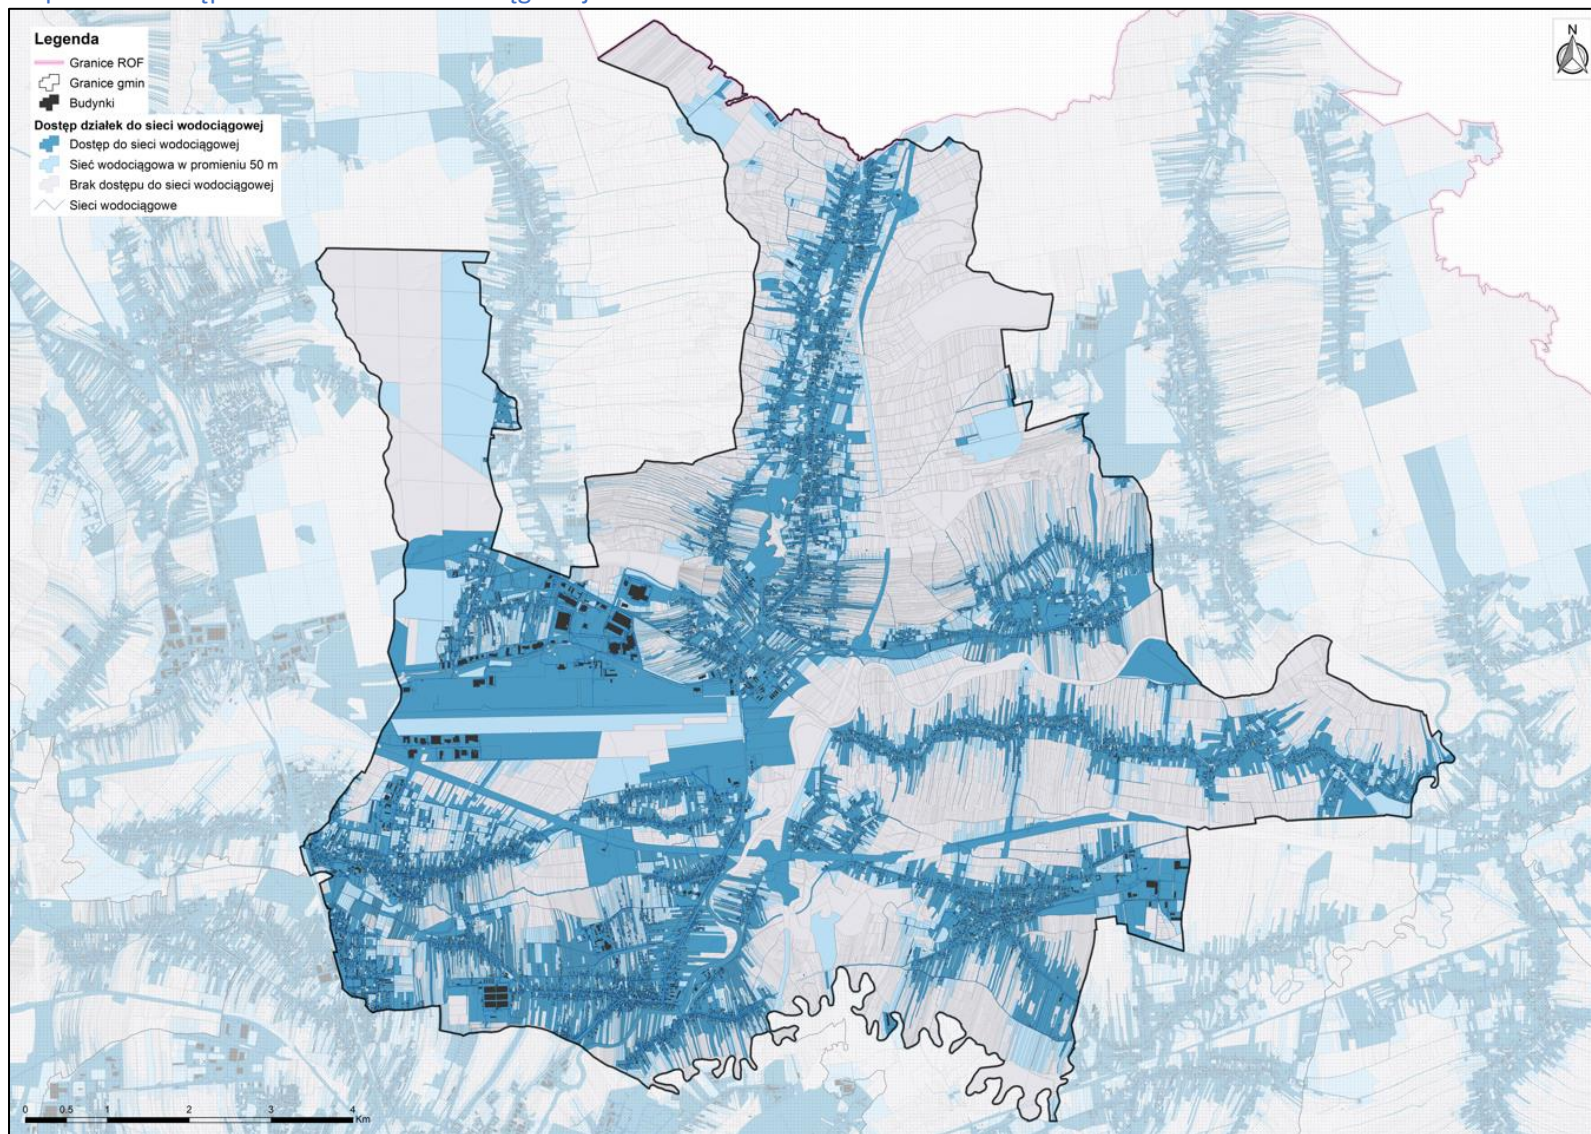 Legenda
Granice ROF
Granice gmin
Budynki
Dostęp działek do sieci wodociągowej
Dostęp do sieci wodociągowej
Sieć wodociągowa w promieniu 50 m
Brak dostępu do sieci wodociągowej
Sieci wodociągowe
N
0 0.5 1 2 3 4
Km